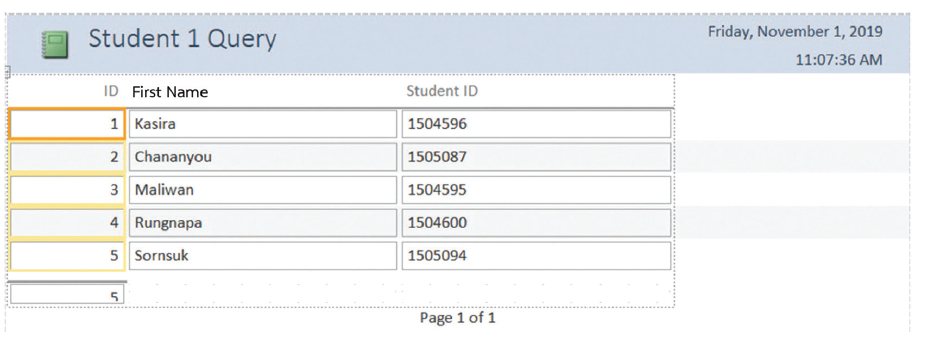 Student 1 Query
Friday, November 1, 2019
11:07:36 AM
ID First Name Student ID
1 Kasira 1504596
2 Chananyou 1505087
3 Maliwan 1504595
4 Rungnapa 1504600
5 Sornsuk 1505094
5
Page 1 of 1